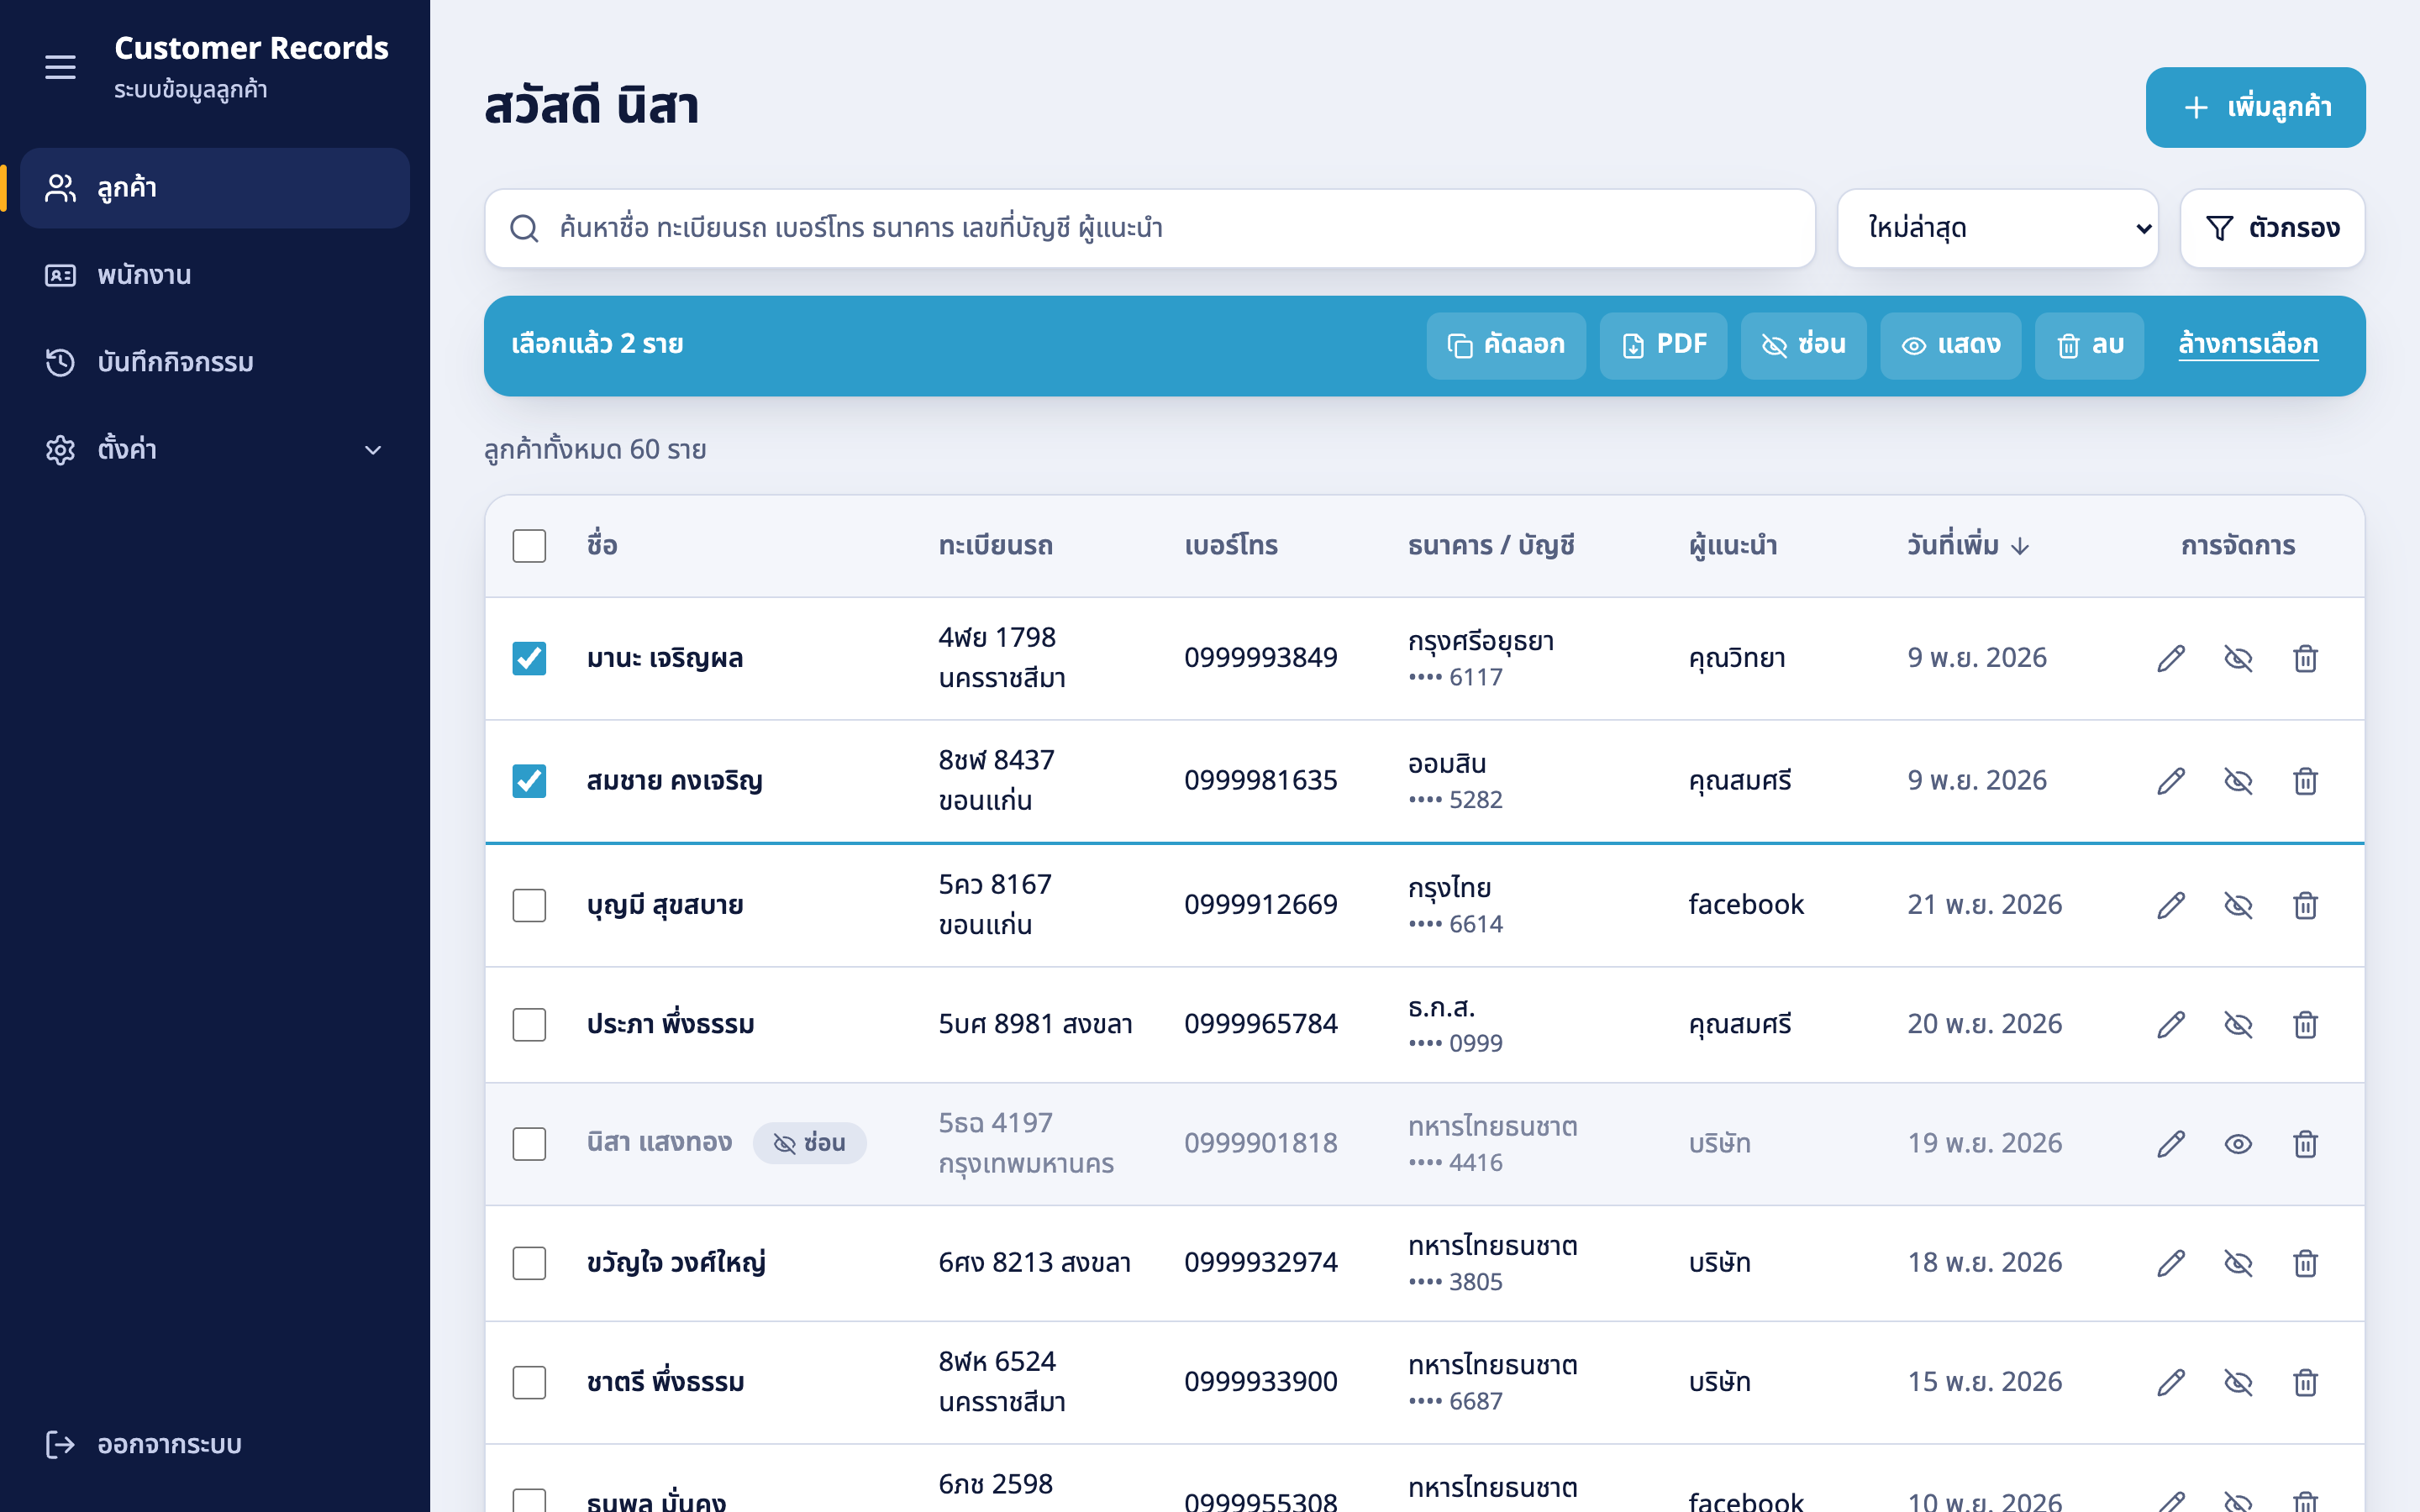 Customer Records
ระบบข้อมูลลูกค้า
ลูกค้า
พนักงาน
บันทึกกิจกรรม
ตั้งค่า
ออกจากระบบ
สวัสดี นิสา
เพิ่มลูกค้า
ค้นหาชื่อ ทะเบียนรถ เบอร์โทร ธนาคาร เลขที่บัญชี ผู้แนะนำ
ใหม่ล่าสุด
ตัวกรอง
เลือกแล้ว 2 ราย
คัดลอก
PDF
ซ่อน
แสดง
ลบ
ล้างการเลือก
ลูกค้าทั้งหมด 60 ราย
ชื่อ ทะเบียนรถ เบอร์โทร ธนาคาร / บัญชี ผู้แนะนำ วันที่เพิ่ม ↓ การจัดการ
มานะ เจริญผล
4ฬย 1798
นครราชสีมา
0999993849
กรุงศรีอยุธยา
•••• 6117
คุณวิทยา
9 พ.ย. 2026
สมชาย คงเจริญ
8ชฬ 8437
ขอนแก่น
0999981635
ออมสิน
•••• 5282
คุณสมศรี
9 พ.ย. 2026
บุญมี สุขสบาย
5คว 8167
ขอนแก่น
0999912669
กรุงไทย
•••• 6614
facebook
21 พ.ย. 2026
ประภา พึ่งธรรม
5บศ 8981 สงขลา
0999965784
ธ.ก.ส.
•••• 0999
คุณสมศรี
20 พ.ย. 2026
นิสา แสงทอง
ซ่อน
5ธฉ 4197
กรุงเทพมหานคร
0999901818
ทหารไทยธนชาต
•••• 4416
บริษัท
19 พ.ย. 2026
ขวัญใจ วงศ์ใหญ่
6ศง 8213 สงขลา
0999932974
ทหารไทยธนชาต
•••• 3805
บริษัท
18 พ.ย. 2026
ชาตรี พึ่งธรรม
8ฬห 6524
นครราชสีมา
0999933900
ทหารไทยธนชาต
•••• 6687
บริษัท
15 พ.ย. 2026
ธนพล มั่นคง
6ภช 2598
0999955308
ทหารไทยธนชาต
facebook
10 พ.ย. 2026